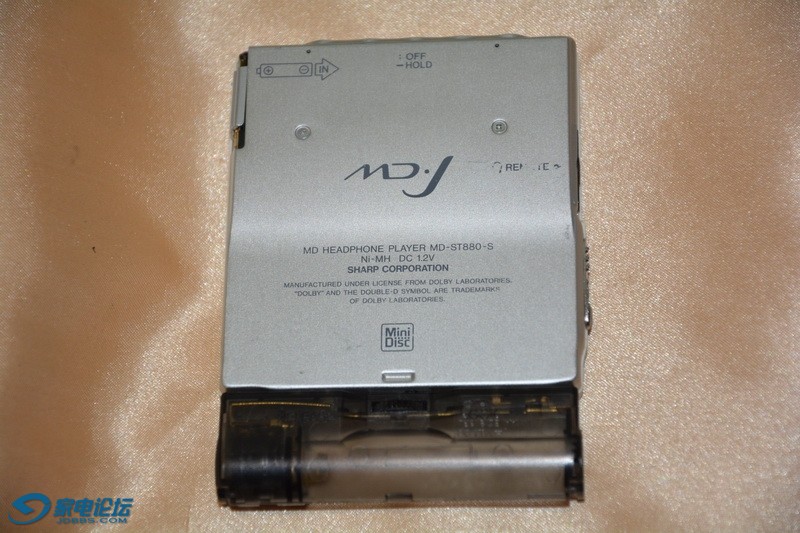 IN
: OFF
– HOLD
REMOTE
MD HEADPHONE PLAYER MD-ST880-S
Ni-MH DC 1.2V
SHARP CORPORATION
MANUFACTURED UNDER LICENSE FROM DOLBY LABORATORIES.
"DOLBY" AND THE DOUBLE-D SYMBOL ARE TRADEMARKS
OF DOLBY LABORATORIES.
Mini
Disc
家电论坛
JDBBS.COM